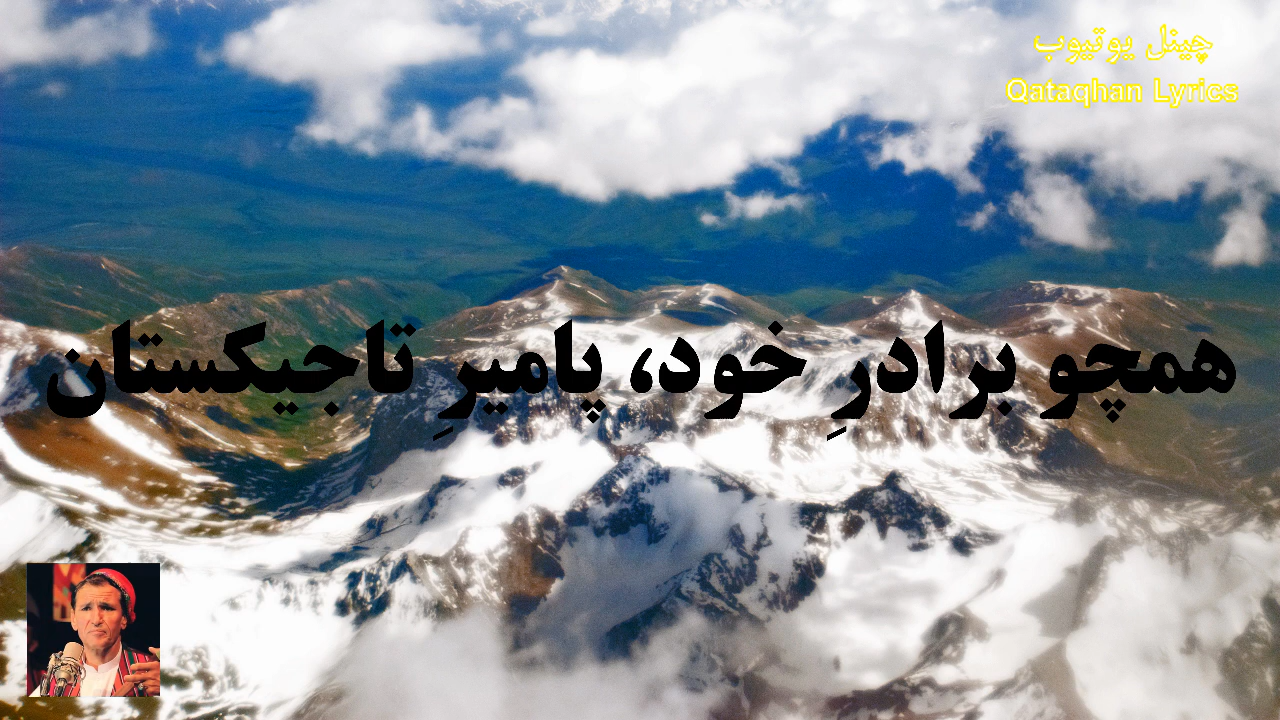 چینل یوتیوب
Qataqhan Lyrics
همچو برادرِ خود، پامیرِ تاجیکستان